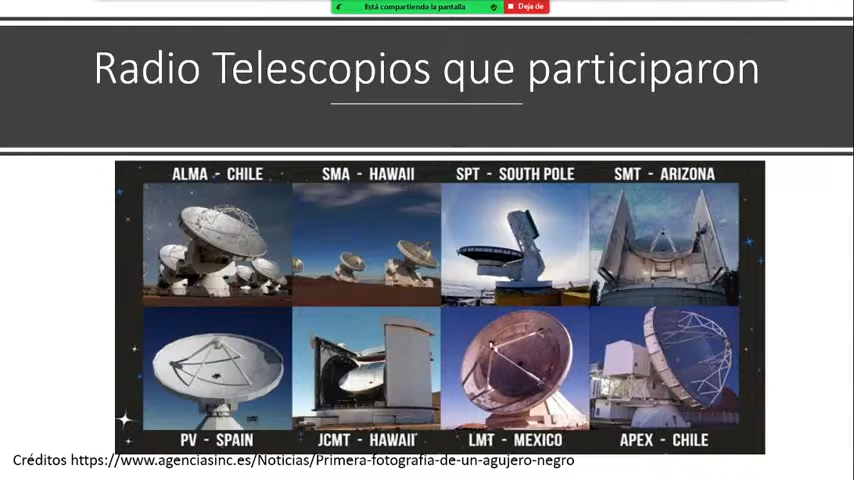 Está compartiendo la pantalla Deja de
Radio Telescopios que participaron
ALMA - CHILE SMA - HAWAII SPT - SOUTH POLE SMT - ARIZONA
PV - SPAIN JCMT - HAWAII LMT - MEXICO APEX - CHILE
Créditos https://www.agenciasinc.es/Noticias/Primera-fotografia-de-un-agujero-negro